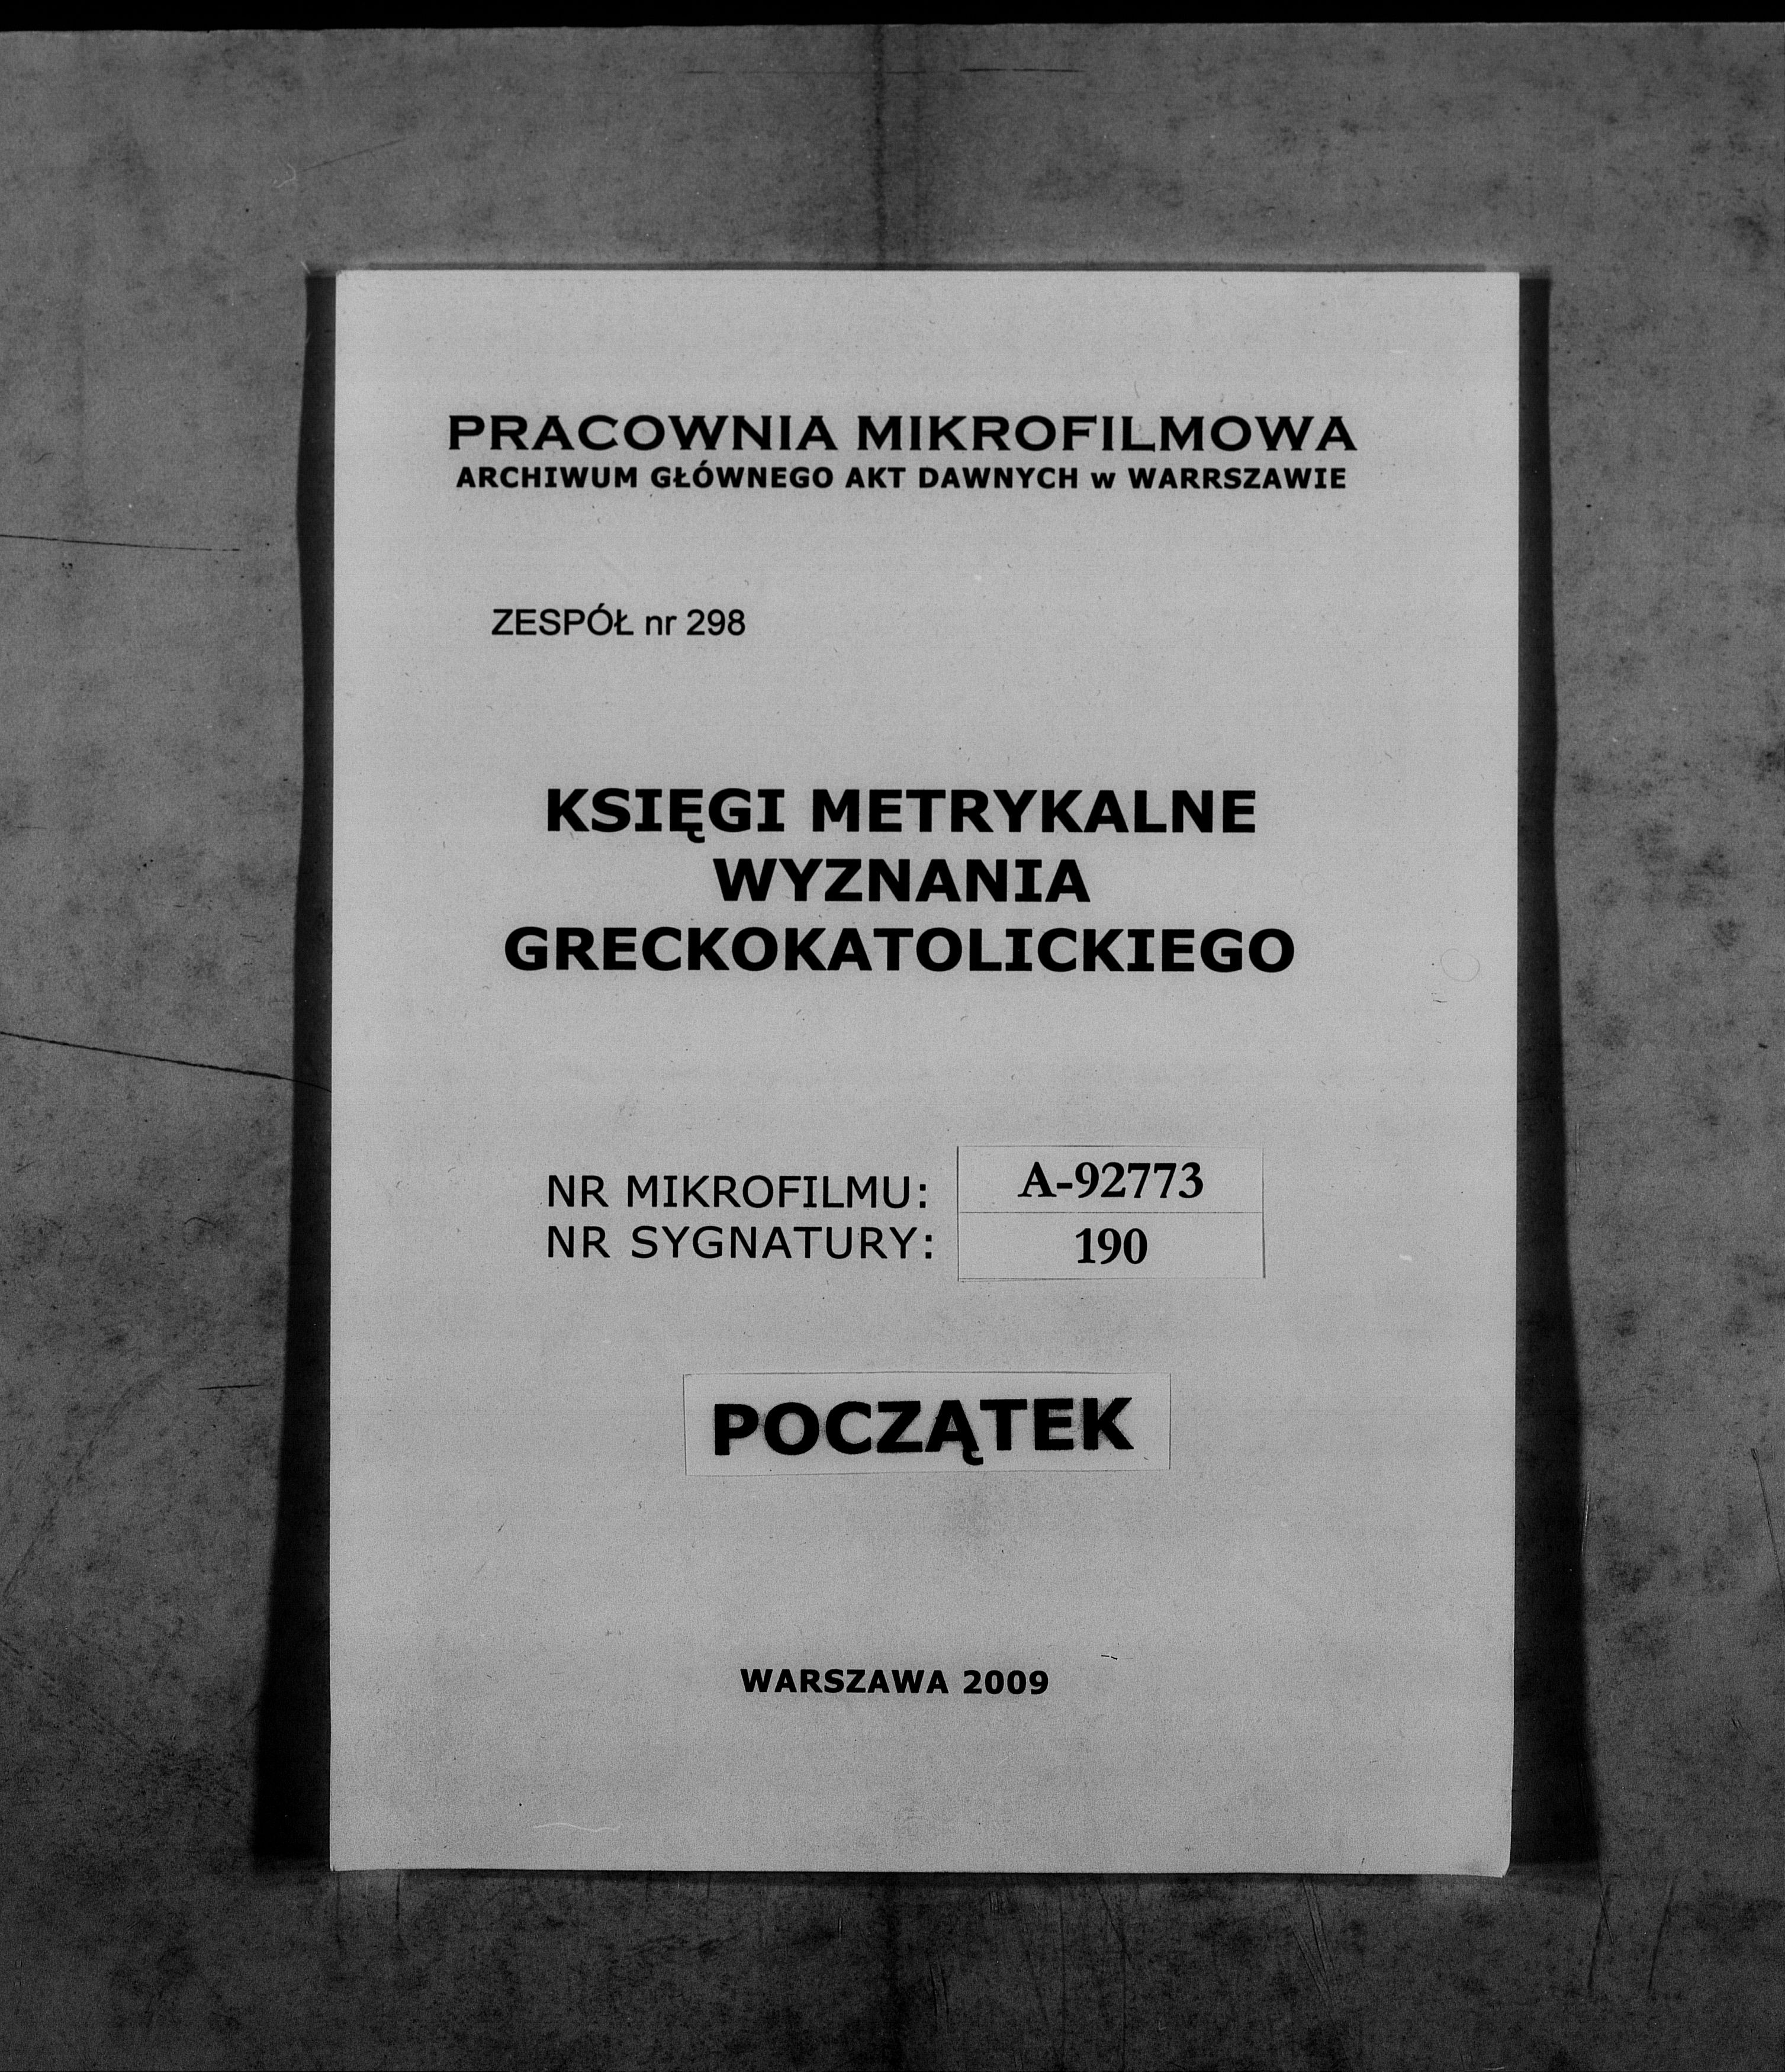 PRACOWNIA MIKROFILMOWA
ARCHIWUM GŁÓWNEGO AKT DAWNYCH w WARRSZAWIE
ZESPÓŁ nr 298
KSIĘGI METRYKALNE
WYZNANIA
GRECKOKATOLICKIEGO
NR MIKROFILMU: A-92773
NR SYGNATURY: 190
POCZĄTEK
WARSZAWA 2009